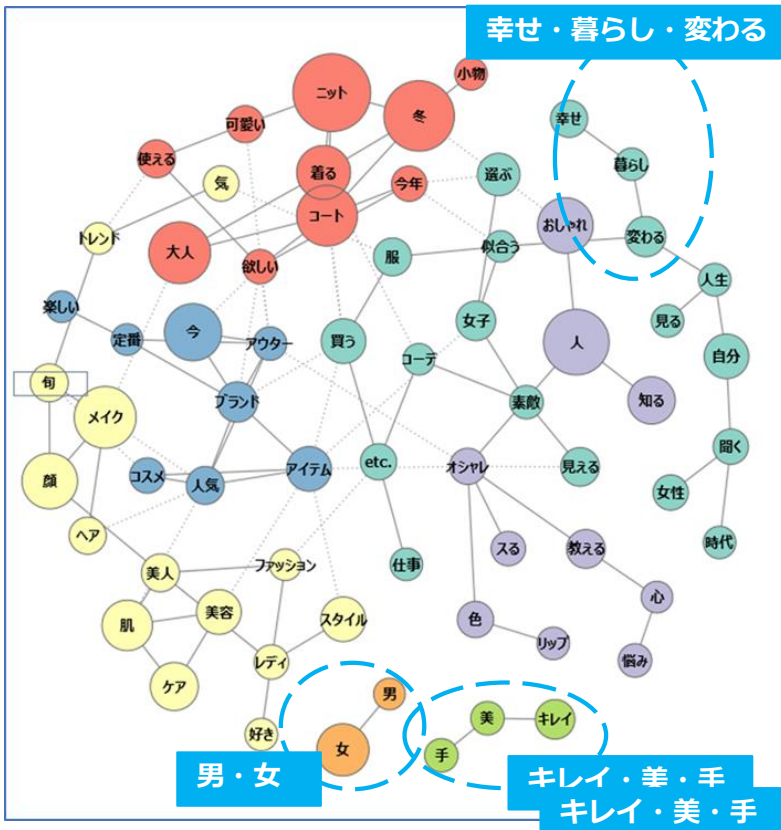 幸せ・暮らし・変わる
ニット
小物
冬
可愛い
幸せ
使える
着る
気
今年
選ぶ
暮らし
コート
おしゃれ
トレンド
大人
欲しい
服
似合う
変わる
人生
楽しい
定番
今
アウター
買う
女子
見る
人
自分
コーデ
旬
メイク
ブランド
素敵
知る
聞く
顔
コスメ
人気
アイテム
etc.
オシャレ
見える
女性
ヘア
スる
教える
時代
美人
ファッション
仕事
肌
美容
スタイル
色
心
リップ
レディ
悩み
ケア
男
好き
女
美
キレイ
手
男・女
キレイ・美・手
キレイ・美・手